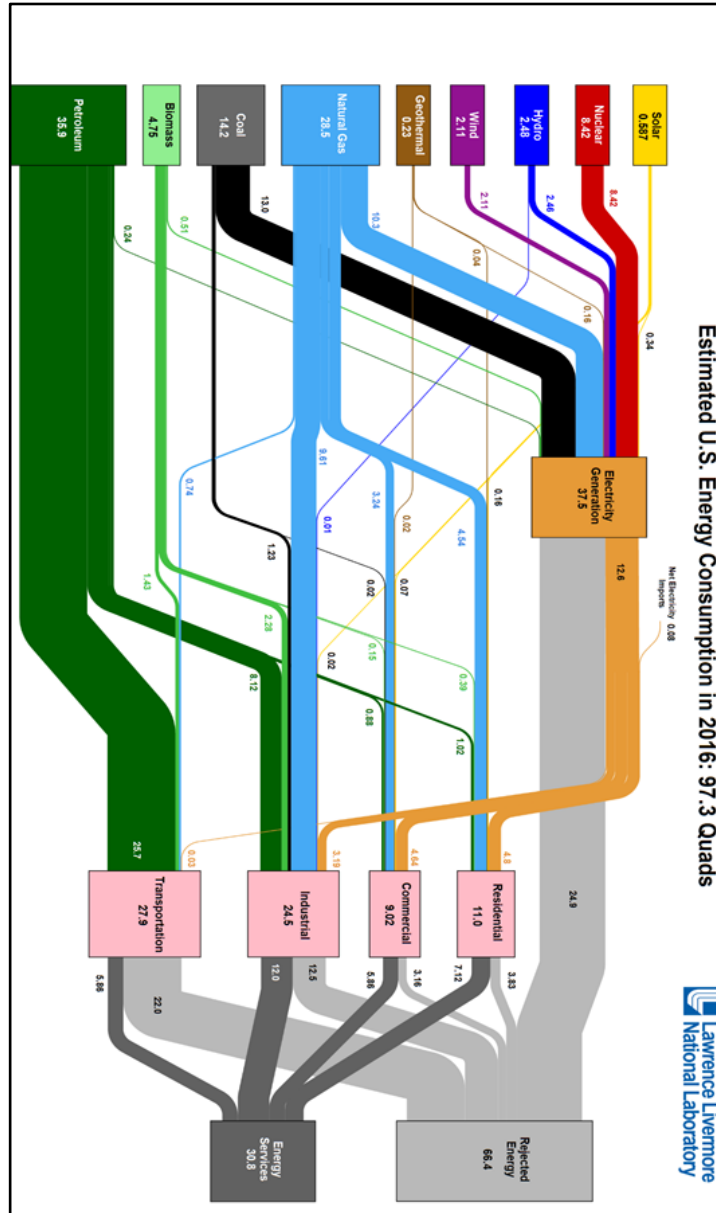 Estimated U.S. Energy Consumption in 2016: 97.3 Quads
Lawrence Livermore
National Laboratory
Solar
0.587
Nuclear
8.42
Hydro
2.48
Wind
2.11
Geothermal
0.23
Natural Gas
28.5
Coal
14.2
Biomass
4.75
Petroleum
35.9
8.42
2.46
2.11
0.34
0.16
0.04
10.3
13.0
0.51
0.24
Electricity
Generation
37.5
Net Electricity
Imports
0.08
12.6
24.9
0.16
4.54
0.07
3.24
0.02
0.01
9.61
0.02
0.02
1.23
0.74
0.39
0.15
2.28
1.43
1.02
0.88
8.12
25.7
4.8
4.64
3.19
0.03
Residential
11.0
Commercial
9.02
Industrial
24.5
Transportation
27.9
3.83
7.12
3.16
5.86
12.5
12.0
22.0
5.86
Rejected
Energy
66.4
Energy
Services
30.8